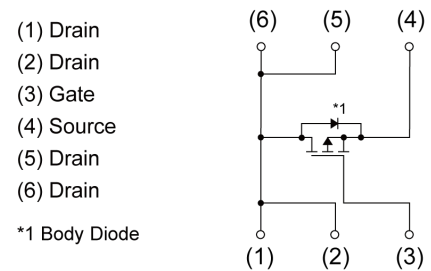 (1) Drain
(2) Drain
(3) Gate
(4) Source
(5) Drain
(6) Drain
*1 Body Diode
(6) (5) (4)
*1
(1) (2) (3)